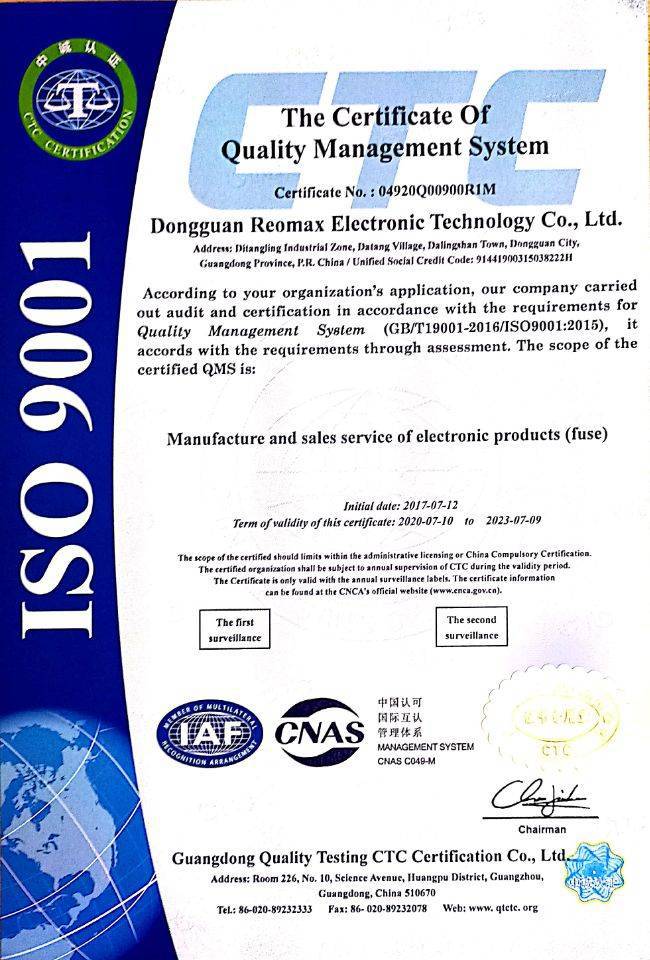 中诚认证
CTC CERTIFICATION
CTC
The Certificate Of
Quality Management System
Certificate No. : 04920Q00900R1M
Dongguan Reomax Electronic Technology Co., Ltd.
Address: Ditangling Industrial Zone, Datang Village, Dalingshan Town, Dongguan City,
Guangdong Province, P.R. China / Unified Social Credit Code: 91441900315038222H
According to your organization's application, our company carried
out audit and certification in accordance with the requirements for
Quality Management System (GB/T19001-2016/ISO9001:2015), it
accords with the requirements through assessment. The scope of the
certified QMS is:
ISO 9001
Manufacture and sales service of electronic products (fuse)
Initial date: 2017-07-12
Term of validity of this certificate: 2020-07-10 to 2023-07-09
The scope of the certified should limits within the administrative licensing or China Compulsory Certification.
The certified organization shall be subject to annual supervision of CTC during the validity period.
The Certificate is only valid with the annual surveillance labels. The certificate information
can be found at the CNCA's official website (www.cnca.gov.cn).
The first
surveillance
The second
surveillance
MEMBER OF MULTILATERAL
IAF
RECOGNITION ARRANGEMENT
CNAS
中国认可
国际互认
管理体系
MANAGEMENT SYSTEM
CNAS C049-M
CTC
Chairman
Guangdong Quality Testing CTC Certification Co., Ltd.
Address: Room 226, No. 10, Science Avenue, Huangpu District, Guangzhou,
Guangdong, China 510670
Tel.: 86-020-89232333 Fax: 86- 020-89232078 Web: www. qtctc. org